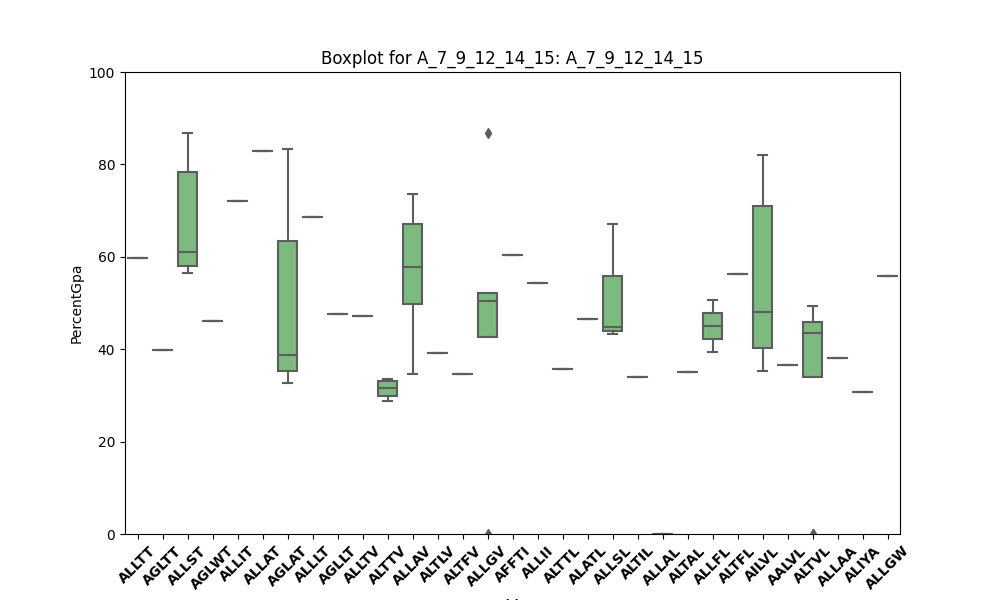 Boxplot for A_7_9_12_14_15: A_7_9_12_14_15
PercentGpa
100
80
60
40
20
0
ALLTT
AGLTT
ALLST
AGLWT
ALLIT
ALLAT
AGLAT
ALLLT
AGLLT
ALLTV
ALTTV
ALLAV
ALTLV
ALTFV
ALLGV
AFFTI
ALLII
ALTTL
ALATL
ALLSL
ALTIL
ALLAL
ALTAL
ALLFL
ALTFL
AILVL
AALVL
ALTVL
ALLAA
ALIYA
ALLGW